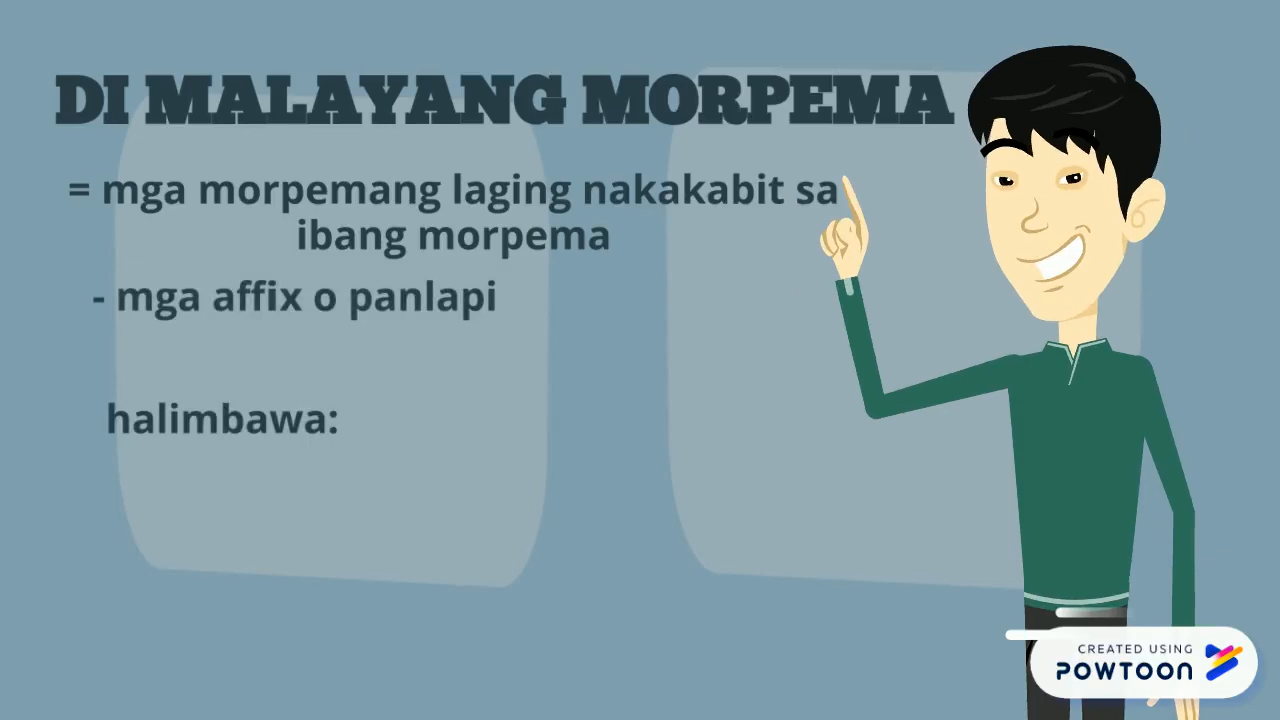 DI MALAYANG MORPEMA
= mga morpemang laging nakakabit sa
ibang morpema
- mga affix o panlapi
halimbawa:
CREATED USING
POWTOON